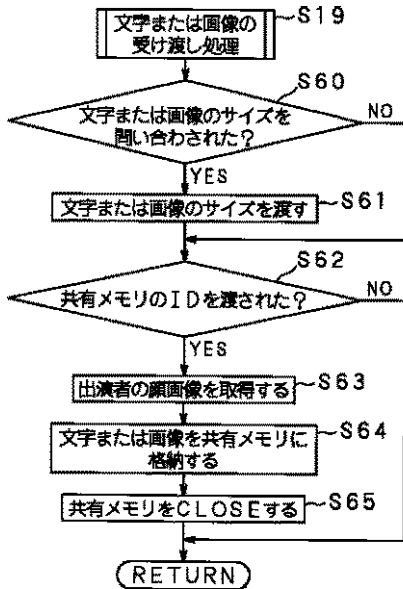 文字または画像の
受け渡し処理
S19
S60
文字または画像のサイズを
問い合わされた?
NO
YES
文字または画像のサイズを渡す
S61
S62
共有メモリのIDを渡された?
NO
YES
出演者の顔画像を取得する
S63
文字または画像を共有メモリに
格納する
S64
共有メモリをCLOSEする
S65
RETURN